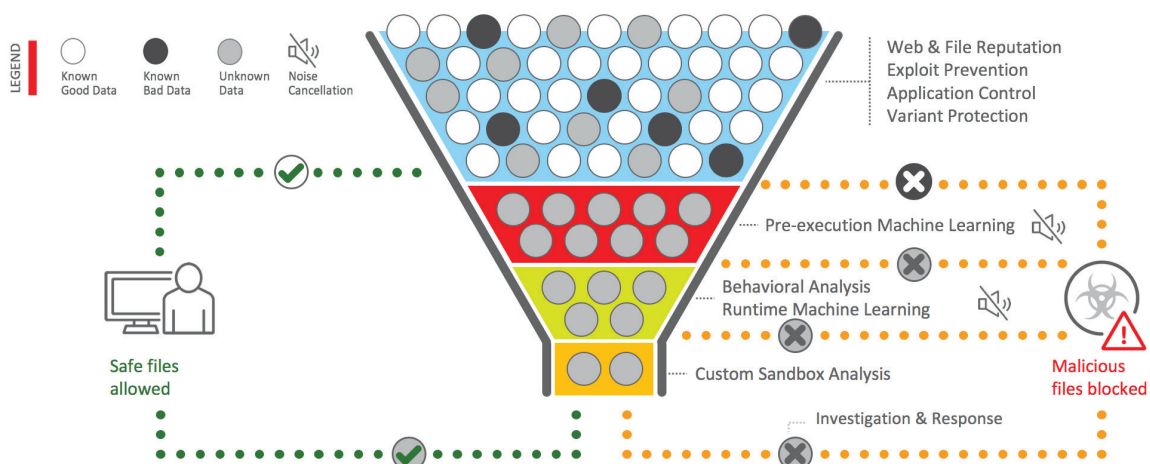 LEGEND
Known
Good Data
Known
Bad Data
Unknown
Data
Noise
Cancellation
Web & File Reputation
Exploit Prevention
Application Control
Variant Protection
Pre-execution Machine Learning
Behavioral Analysis
Runtime Machine Learning
Safe files
allowed
Custom Sandbox Analysis
Malicious
files blocked
Investigation & Response